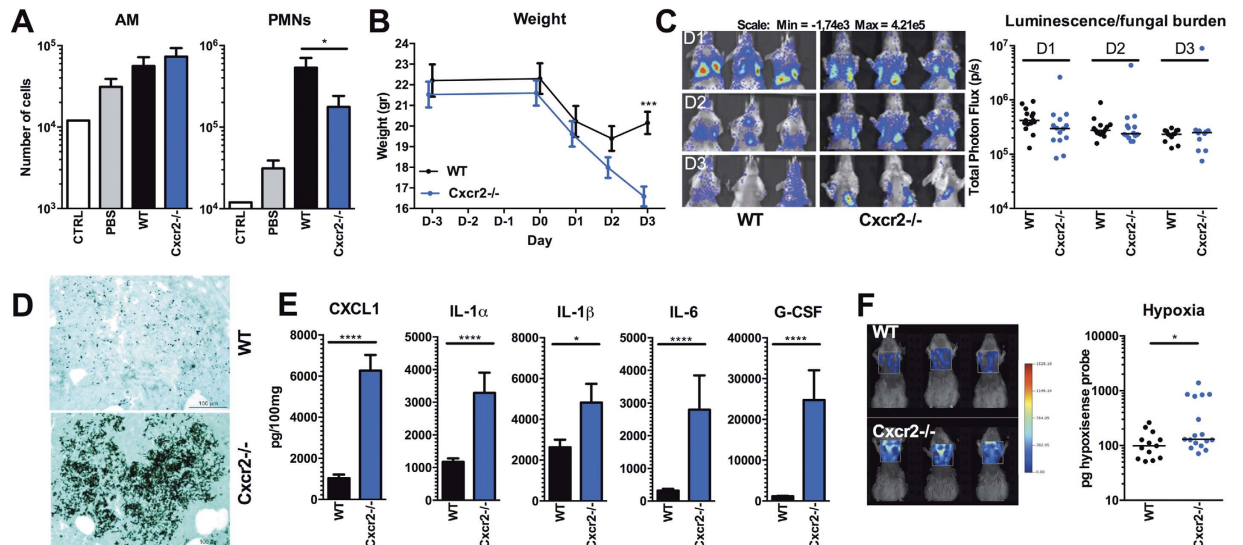 A
AM
PMNs
Number of cells
10^5
10^4
10^3
CTRL
PBS
WT
Cxcr2-/-
10^6
10^5
10^4
*
CTRL
PBS
WT
Cxcr2-/-
B
Weight
Weight (gr)
24
23
22
21
20
19
18
17
16
***
WT
Cxcr2-/-
D-3
D-2
D-1
D0
D1
D2
D3
Day
C
Scale: Min = -1,74e3 Max = 4.21e5
D1
D2
D3
WT
Cxcr2-/-
Luminescence/fungal burden
Total Photon Flux (p/s)
10^7
10^6
10^5
10^4
D1
D2
D3
WT
Cxcr2-/-
WT
Cxcr2-/-
WT
Cxcr2-/-
D
WT
Cxcr2-/-
100 µm
E
CXCL1
pg/100mg
8000
6000
4000
2000
0
****
WT
Cxcr2-/-
IL-1α
5000
4000
3000
2000
1000
0
****
WT
Cxcr2-/-
IL-1β
8000
6000
4000
2000
0
*
WT
Cxcr2-/-
IL-6
5000
4000
3000
2000
1000
0
****
WT
Cxcr2-/-
G-CSF
40000
30000
20000
10000
0
****
WT
Cxcr2-/-
F
WT
Cxcr2-/-
0.00
Hypoxia
pg hypoxisense probe
10000
1000
100
10
*
WT
Cxcr2-/-